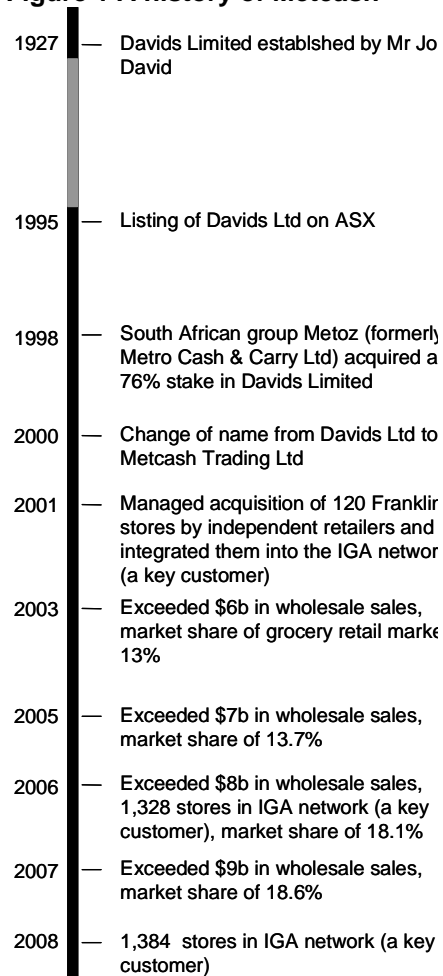 1927 — Davids Limited establshed by Mr Jo
David
1995 — Listing of Davids Ltd on ASX
1998 — South African group Metoz (formerly
Metro Cash & Carry Ltd) acquired a
76% stake in Davids Limited
2000 — Change of name from Davids Ltd to
Metcash Trading Ltd
2001 — Managed acquisition of 120 Franklin
stores by independent retailers and
integrated them into the IGA networ
(a key customer)
2003 — Exceeded $6b in wholesale sales,
market share of grocery retail marke
13%
2005 — Exceeded $7b in wholesale sales,
market share of 13.7%
2006 — Exceeded $8b in wholesale sales,
1,328 stores in IGA network (a key
customer), market share of 18.1%
2007 — Exceeded $9b in wholesale sales,
market share of 18.6%
2008 — 1,384 stores in IGA network (a key
customer)